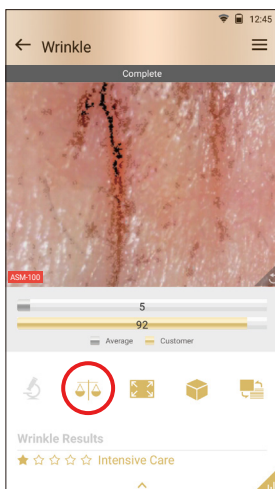 12:45
Wrinkle
Complete
ASM-100
5
92
Average Customer
Wrinkle Results
Intensive Care